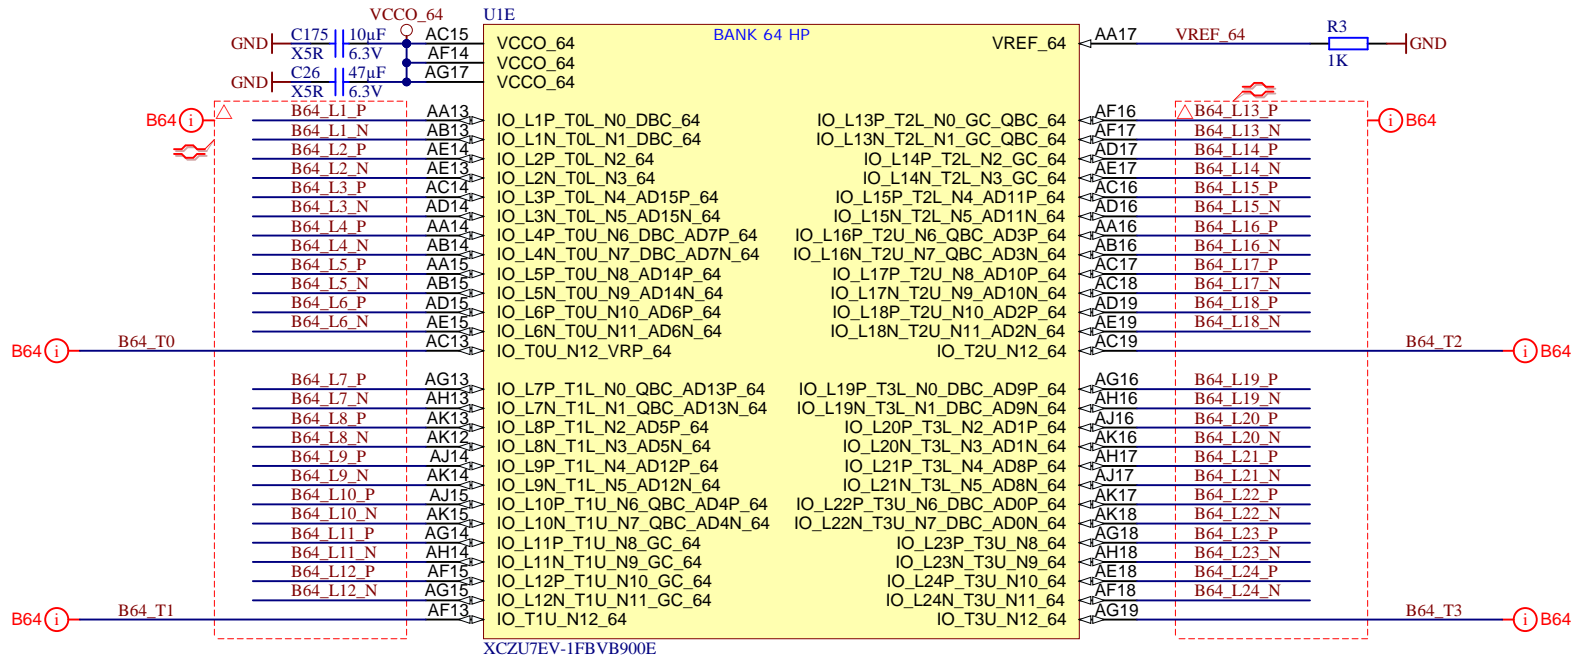 VCCO_64
U1E
C175 10µF
GND
X5R 6.3V
AC15 VCCO_64
AF14 VCCO_64
C26 47µF
GND
X5R 6.3V
AG17 VCCO_64
BANK 64 HP
VREF_64 AA17 VREF_64
R3
1K
GND
B64
B64_L1_P AA13 IO_L1P_T0L_N0_DBC_64
B64_L1_N AB13 IO_L1N_T0L_N1_DBC_64
B64_L2_P AE14 IO_L2P_T0L_N2_64
B64_L2_N AE13 IO_L2N_T0L_N3_64
B64_L3_P AC14 IO_L3P_T0L_N4_AD15P_64
B64_L3_N AD14 IO_L3N_T0L_N5_AD15N_64
B64_L4_P AA14 IO_L4P_T0U_N6_DBC_AD7P_64
B64_L4_N AB14 IO_L4N_T0U_N7_DBC_AD7N_64
B64_L5_P AA15 IO_L5P_T0U_N8_AD14P_64
B64_L5_N AB15 IO_L5N_T0U_N9_AD14N_64
B64_L6_P AD15 IO_L6P_T0U_N10_AD6P_64
B64_L6_N AE15 IO_L6N_T0U_N11_AD6N_64
B64 i B64_T0 AC13 IO_T0U_N12_VRP_64
B64_L7_P AG13 IO_L7P_T1L_N0_QBC_AD13P_64
B64_L7_N AH13 IO_L7N_T1L_N1_QBC_AD13N_64
B64_L8_P AK13 IO_L8P_T1L_N2_AD5P_64
B64_L8_N AK12 IO_L8N_T1L_N3_AD5N_64
B64_L9_P AJ14 IO_L9P_T1L_N4_AD12P_64
B64_L9_N AK14 IO_L9N_T1L_N5_AD12N_64
B64_L10_P AJ15 IO_L10P_T1U_N6_QBC_AD4P_64
B64_L10_N AK15 IO_L10N_T1U_N7_QBC_AD4N_64
B64_L11_P AG14 IO_L11P_T1U_N8_GC_64
B64_L11_N AH14 IO_L11N_T1U_N9_GC_64
B64_L12_P AF15 IO_L12P_T1U_N10_GC_64
B64_L12_N AG15 IO_L12N_T1U_N11_GC_64
B64 i B64_T1 AF13 IO_T1U_N12_64
IO_L13P_T2L_N0_GC_QBC_64 AF16 B64_L13_P i B64
IO_L13N_T2L_N1_GC_QBC_64 AF17 B64_L13_N
IO_L14P_T2L_N2_GC_64 AD17 B64_L14_P
IO_L14N_T2L_N3_GC_64 AE17 B64_L14_N
IO_L15P_T2L_N4_AD11P_64 AC16 B64_L15_P
IO_L15N_T2L_N5_AD11N_64 AD16 B64_L15_N
IO_L16P_T2U_N6_QBC_AD3P_64 AA16 B64_L16_P
IO_L16N_T2U_N7_QBC_AD3N_64 AB16 B64_L16_N
IO_L17P_T2U_N8_AD10P_64 AC17 B64_L17_P
IO_L17N_T2U_N9_AD10N_64 AC18 B64_L17_N
IO_L18P_T2U_N10_AD2P_64 AD19 B64_L18_P
IO_L18N_T2U_N11_AD2N_64 AE19 B64_L18_N
IO_T2U_N12_64 AC19 B64_T2 i B64
IO_L19P_T3L_N0_DBC_AD9P_64 AG16 B64_L19_P
IO_L19N_T3L_N1_DBC_AD9N_64 AH16 B64_L19_N
IO_L20P_T3L_N2_AD1P_64 AJ16 B64_L20_P
IO_L20N_T3L_N3_AD1N_64 AK16 B64_L20_N
IO_L21P_T3L_N4_AD8P_64 AH17 B64_L21_P
IO_L21N_T3L_N5_AD8N_64 AJ17 B64_L21_N
IO_L22P_T3U_N6_DBC_AD0P_64 AK17 B64_L22_P
IO_L22N_T3U_N7_DBC_AD0N_64 AK18 B64_L22_N
IO_L23P_T3U_N8_64 AG18 B64_L23_P
IO_L23N_T3U_N9_64 AH18 B64_L23_N
IO_L24P_T3U_N10_64 AE18 B64_L24_P
IO_L24N_T3U_N11_64 AF18 B64_L24_N
IO_T3U_N12_64 AG19 B64_T3 i B64
XCZU7EV-1FBVB900E